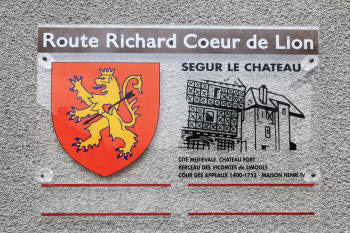 Route Richard Coeur de Lion
SEGUR LE CHATEAU
CITE MEDIEVALE, CHATEAU FORT
BERCEAU DES VICOMTES de LIMOGES
COUR DES APPEAUX 1400-1753 - MAISON HENRI IV